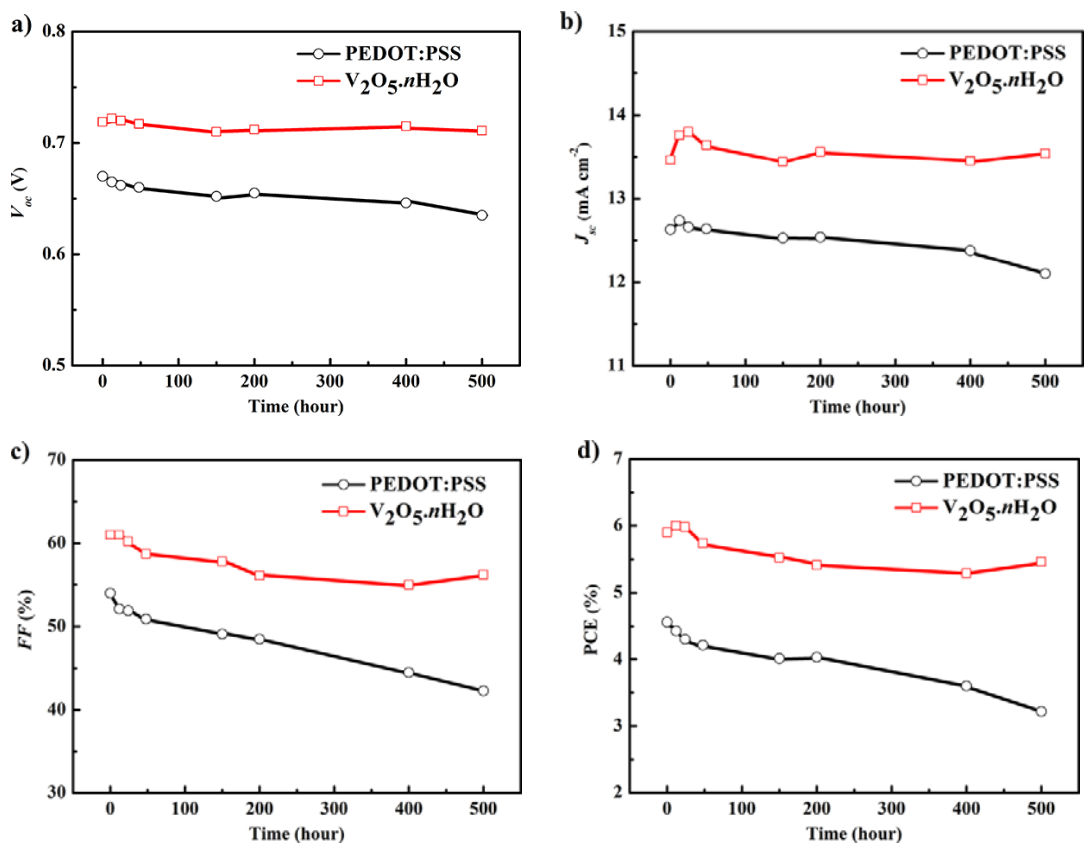 a)
0.8
0.7
0.6
0.5
V_oc (V)
PEDOT:PSS
V₂O₅.nH₂O
0 100 200 300 400 500
Time (hour)
b)
15
14
13
12
11
J_sc (mA cm⁻²)
PEDOT:PSS
V₂O₅.nH₂O
0 100 200 300 400 500
Time (hour)
c)
70
60
50
40
30
FF (%)
PEDOT:PSS
V₂O₅.nH₂O
0 100 200 300 400 500
Time (hour)
d)
7
6
5
4
3
2
PCE (%)
PEDOT:PSS
V₂O₅.nH₂O
0 100 200 300 400 500
Time (hour)